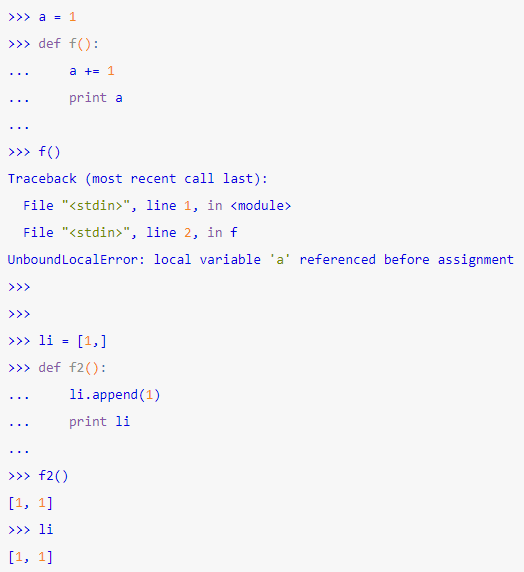 >>> a = 1
>>> def f():
...     a += 1
...     print a
...
>>> f()
Traceback (most recent call last):
  File "<stdin>", line 1, in <module>
  File "<stdin>", line 2, in f
UnboundLocalError: local variable 'a' referenced before assignment
>>>
>>>
>>> li = [1,]
>>> def f2():
...     li.append(1)
...     print li
...
>>> f2()
[1, 1]
>>> li
[1, 1]